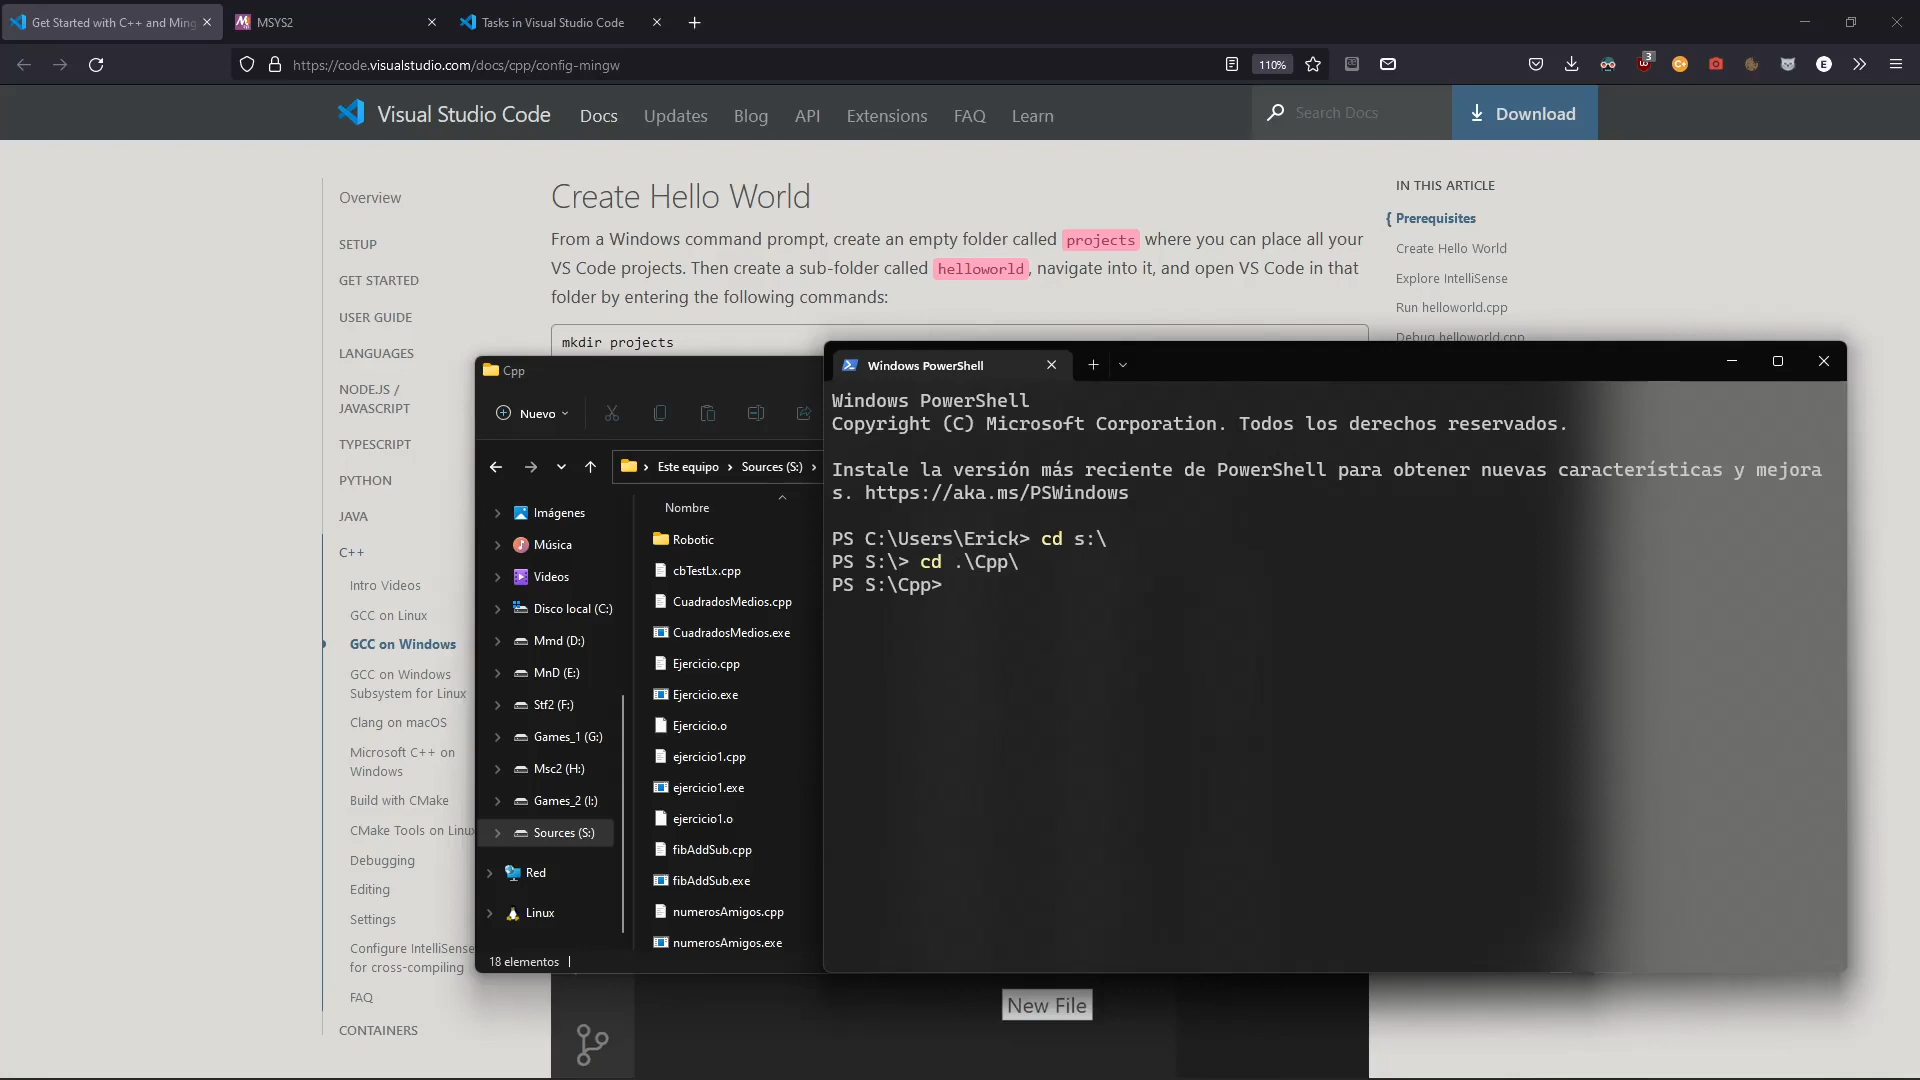 Get Started with C++ and Ming
MSYS2
Tasks in Visual Studio Code
https://code.visualstudio.com/docs/cpp/config-mingw
110%
3
E
Visual Studio Code
Docs
Updates
Blog
API
Extensions
FAQ
Learn
Search Docs
Download
Overview
SETUP
GET STARTED
USER GUIDE
LANGUAGES
NODEJS /
JAVASCRIPT
TYPESCRIPT
PYTHON
JAVA
C++
Intro Videos
GCC on Linux
GCC on Windows
GCC on Windows
Subsystem for Linux
Clang on macOS
Microsoft C++ on
Windows
Build with CMake
CMake Tools on Linux
Debugging
Editing
Settings
Configure IntelliSense
for cross-compiling
FAQ
CONTAINERS
Create Hello World
From a Windows command prompt, create an empty folder called projects where you can place all your
VS Code projects. Then create a sub-folder called helloworld, navigate into it, and open VS Code in that
folder by entering the following commands:
mkdir projects
IN THIS ARTICLE
{ Prerequisites
Create Hello World
Explore IntelliSense
Run helloworld.cpp
Debug helloworld.cpp
Cpp
Nuevo
Este equipo > Sources (S:) >
Imágenes
Música
Videos
Disco local (C:)
Mmd (D:)
MnD (E:)
Stf2 (F:)
Games_1 (G:)
Msc2 (H:)
Games_2 (I:)
Sources (S:)
Red
Linux
Nombre
Robotic
cbTestLx.cpp
CuadradosMedios.cpp
CuadradosMedios.exe
Ejercicio.cpp
Ejercicio.exe
Ejercicio.o
ejercicio1.cpp
ejercicio1.exe
ejercicio1.o
fibAddSub.cpp
fibAddSub.exe
numerosAmigos.cpp
numerosAmigos.exe
18 elementos
Windows PowerShell
Windows PowerShell
Copyright (C) Microsoft Corporation. Todos los derechos reservados.
Instale la versión más reciente de PowerShell para obtener nuevas características y mejora
s. https://aka.ms/PSWindows
PS C:\Users\Erick> cd s:\
PS S:\> cd .\Cpp\
PS S:\Cpp>
New File